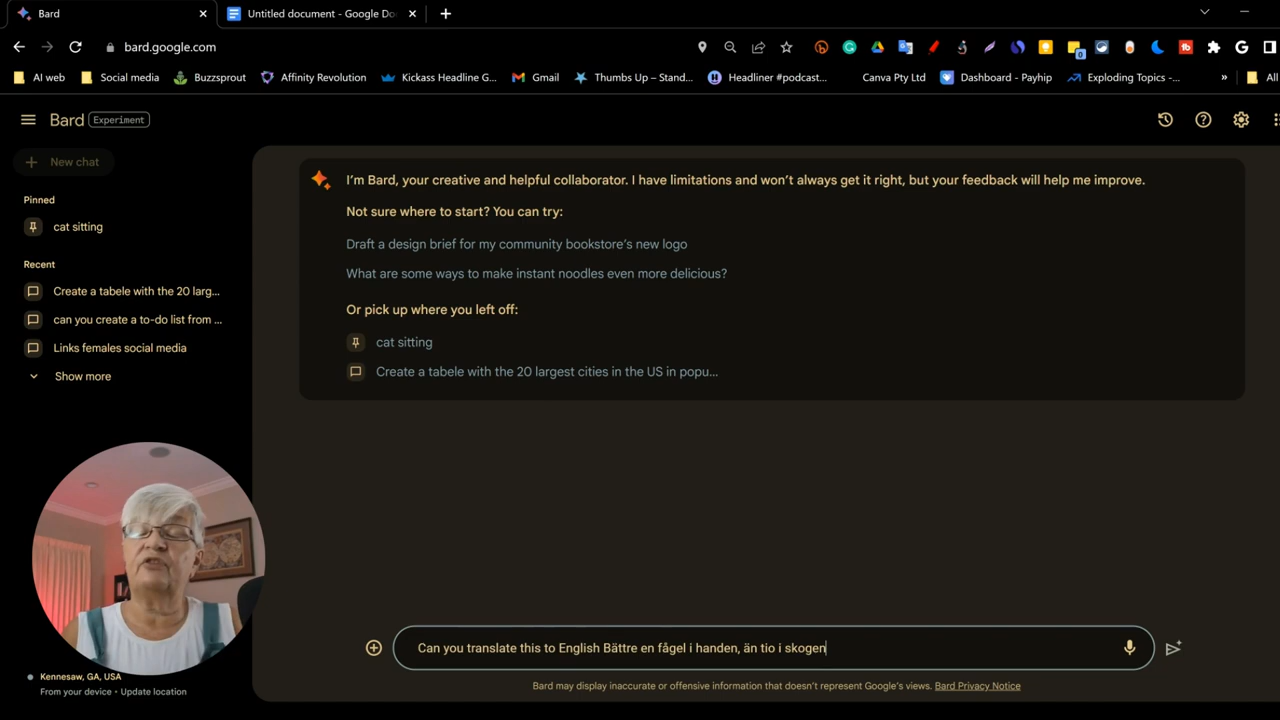 Bard
Untitled document - Google Do
bard.google.com
AI web
Social media
Buzzsprout
Affinity Revolution
Kickass Headline G...
Gmail
Thumbs Up – Stand...
Headliner #podcast...
Canva Pty Ltd
Dashboard - Payhip
Exploding Topics -...
»
All
Bard Experiment
New chat
Pinned
cat sitting
Recent
Create a tabele with the 20 larg...
can you create a to-do list from ...
Links females social media
Show more
I'm Bard, your creative and helpful collaborator. I have limitations and won't always get it right, but your feedback will help me improve.
Not sure where to start? You can try:
Draft a design brief for my community bookstore's new logo
What are some ways to make instant noodles even more delicious?
Or pick up where you left off:
cat sitting
Create a tabele with the 20 largest cities in the US in popu...
Can you translate this to English Bättre en fågel i handen, än tio i skogen
Kennesaw, GA, USA
From your device • Update location
Bard may display inaccurate or offensive information that doesn't represent Google's views. Bard Privacy Notice